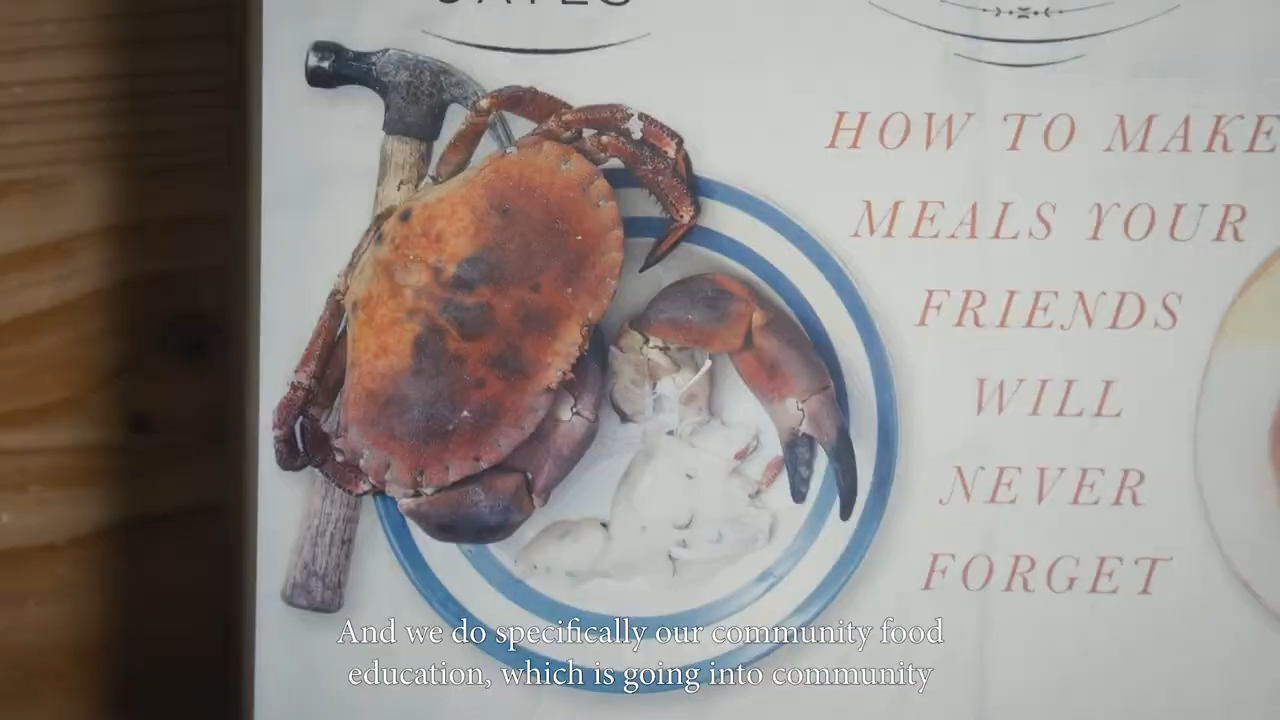 HOW TO MAKE
MEALS YOUR
FRIENDS
WILL
NEVER
FORGET
And we do specifically our community food
education, which is going into community